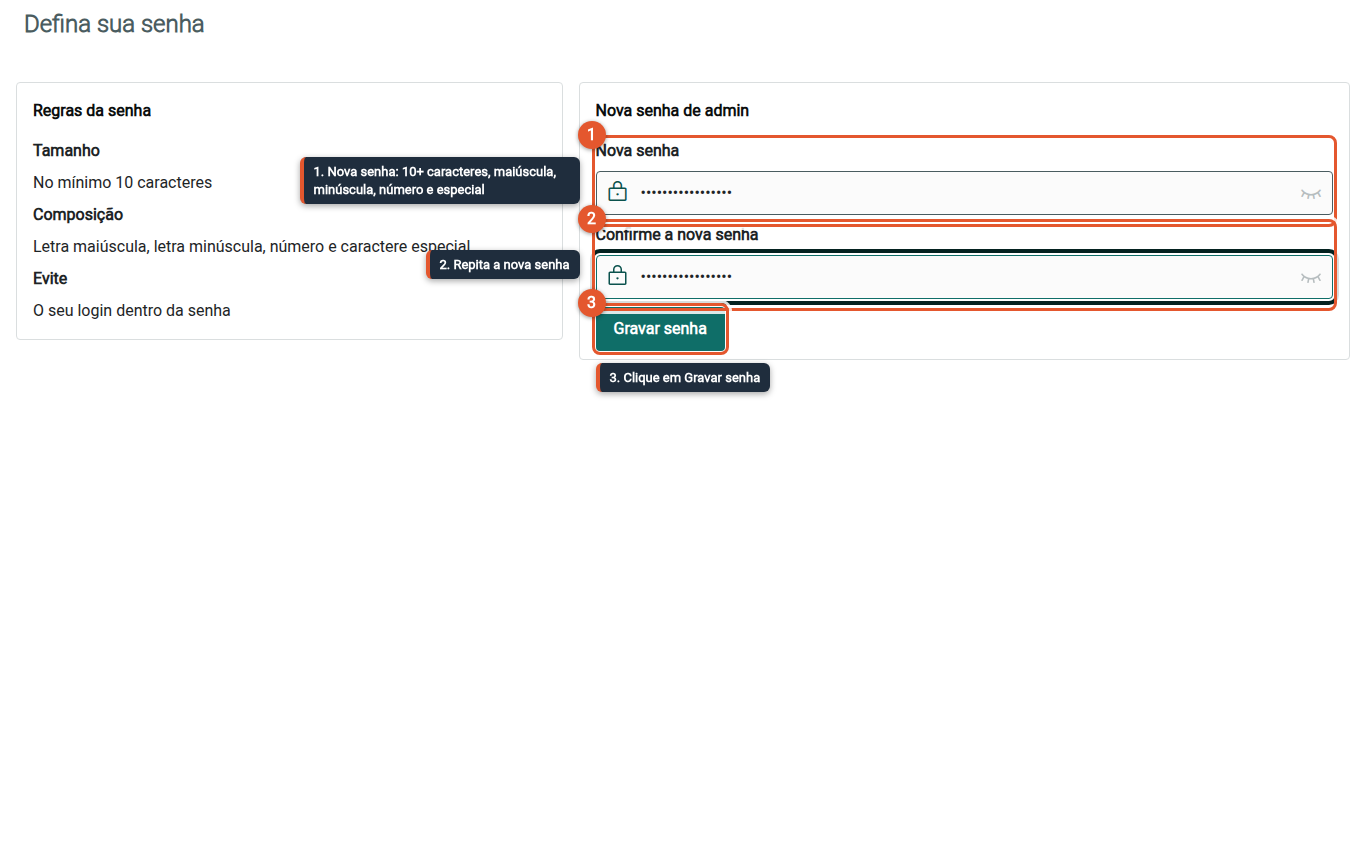 Defina sua senha
Regras da senha
Tamanho
No mínimo 10 caracteres
Composição
Letra maiúscula, letra minúscula, número e caractere especial
Evite
O seu login dentro da senha
Nova senha de admin
1
Nova senha
1. Nova senha: 10+ caracteres, maiúscula,
minúscula, número e especial
•••••••••••••••••
2
Confirme a nova senha
2. Repita a nova senha
•••••••••••••••••
3
Gravar senha
3. Clique em Gravar senha